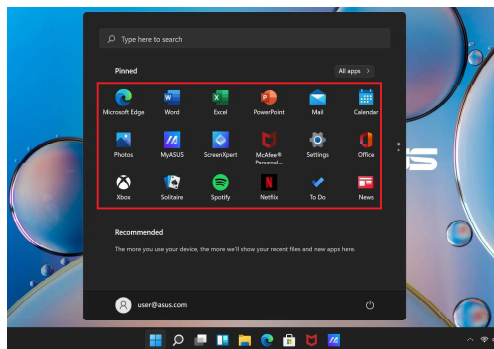 Type here to search
Pinned
All apps >
Microsoft Edge Word Excel PowerPoint Mail Calendar
Photos MyASUS ScreenXpert McAfee® Settings Office
Personal...
Xbox Solitaire Spotify Netflix To Do News
Recommended
The more you use your device, the more we'll show your recent files and new apps here.
user@asus.com